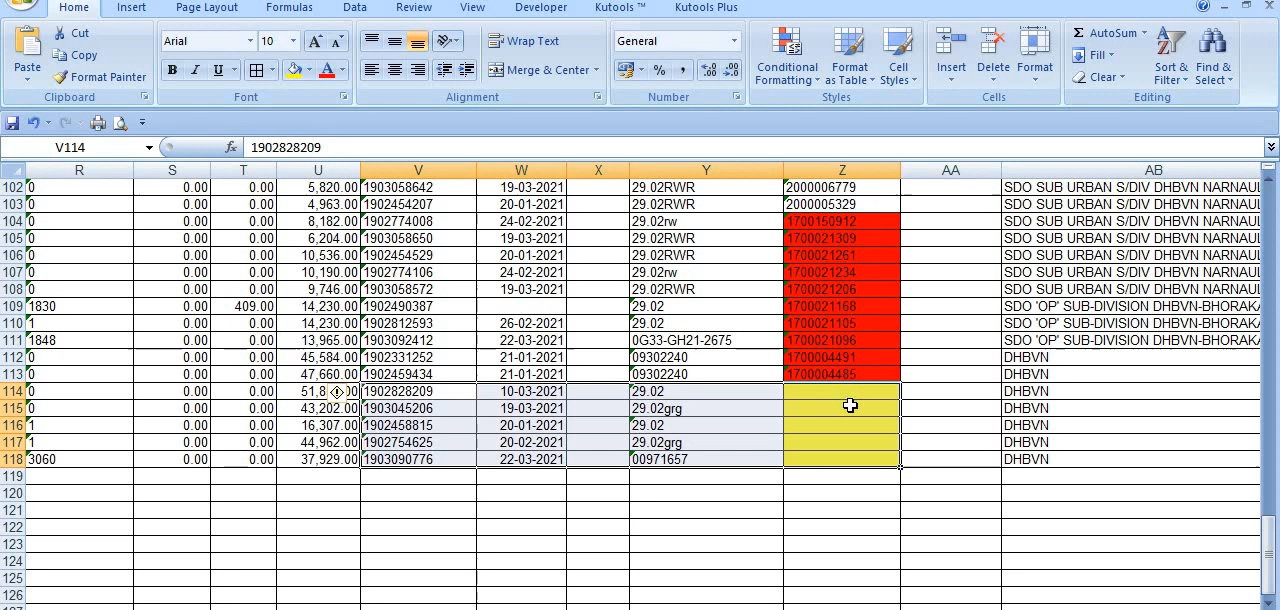 Home Insert Page Layout Formulas Data Review View Developer Kutools ™ Kutools Plus
Paste Cut Copy Format Painter Clipboard
Arial 10 A A B I U A Font
Wrap Text Merge & Center Alignment
General % , .00 .0 Number
Conditional Formatting Format as Table Cell Styles Styles
Insert Delete Format Cells
Σ AutoSum Fill Clear Sort & Filter Find & Select Editing
V114 fx 1902828209
R S T U V W X Y Z AA AB
102 0 0.00 0.00 5,820.00 1903058642 19-03-2021 29.02RWR 2000006779 SDO SUB URBAN S/DIV DHBVN NARNAUL
103 0 0.00 0.00 4,963.00 1902454207 20-01-2021 29.02RWR 2000005329 SDO SUB URBAN S/DIV DHBVN NARNAUL
104 0 0.00 0.00 8,182.00 1902774008 24-02-2021 29.02rw 1700150912 SDO SUB URBAN S/DIV DHBVN NARNAUL
105 0 0.00 0.00 6,204.00 1903058650 19-03-2021 29.02RWR 1700021309 SDO SUB URBAN S/DIV DHBVN NARNAUL
106 0 0.00 0.00 10,536.00 1902454529 20-01-2021 29.02RWR 1700021261 SDO SUB URBAN S/DIV DHBVN NARNAUL
107 0 0.00 0.00 10,190.00 1902774106 24-02-2021 29.02rw 1700021234 SDO SUB URBAN S/DIV DHBVN NARNAUL
108 0 0.00 0.00 9,746.00 1903058572 19-03-2021 29.02RWR 1700021206 SDO SUB URBAN S/DIV DHBVN NARNAUL
109 1830 0.00 409.00 14,230.00 1902490387 29.02 1700021168 SDO 'OP' SUB-DIVISION DHBVN-BHORAKA
110 1 0.00 0.00 14,230.00 1902812593 26-02-2021 29.02 1700021105 SDO 'OP' SUB-DIVISION DHBVN-BHORAKA
111 1848 0.00 0.00 13,965.00 1903092412 22-03-2021 0G33-GH21-2675 1700021096 SDO 'OP' SUB-DIVISION DHBVN-BHORAKA
112 0 0.00 0.00 45,584.00 1902331252 21-01-2021 09302240 1700004491 DHBVN
113 0 0.00 0.00 47,660.00 1902459434 21-01-2021 09302240 1700004485 DHBVN
114 0 0.00 0.00 51,8 00 1902828209 10-03-2021 29.02 DHBVN
115 0 0.00 0.00 43,202.00 1903045206 19-03-2021 29.02grg DHBVN
116 1 0.00 0.00 16,307.00 1902458815 20-01-2021 29.02 DHBVN
117 1 0.00 0.00 44,962.00 1902754625 20-02-2021 29.02grg DHBVN
118 3060 0.00 0.00 37,929.00 1903090776 22-03-2021 00971657 DHBVN
119
120
121
122
123
124
125
126